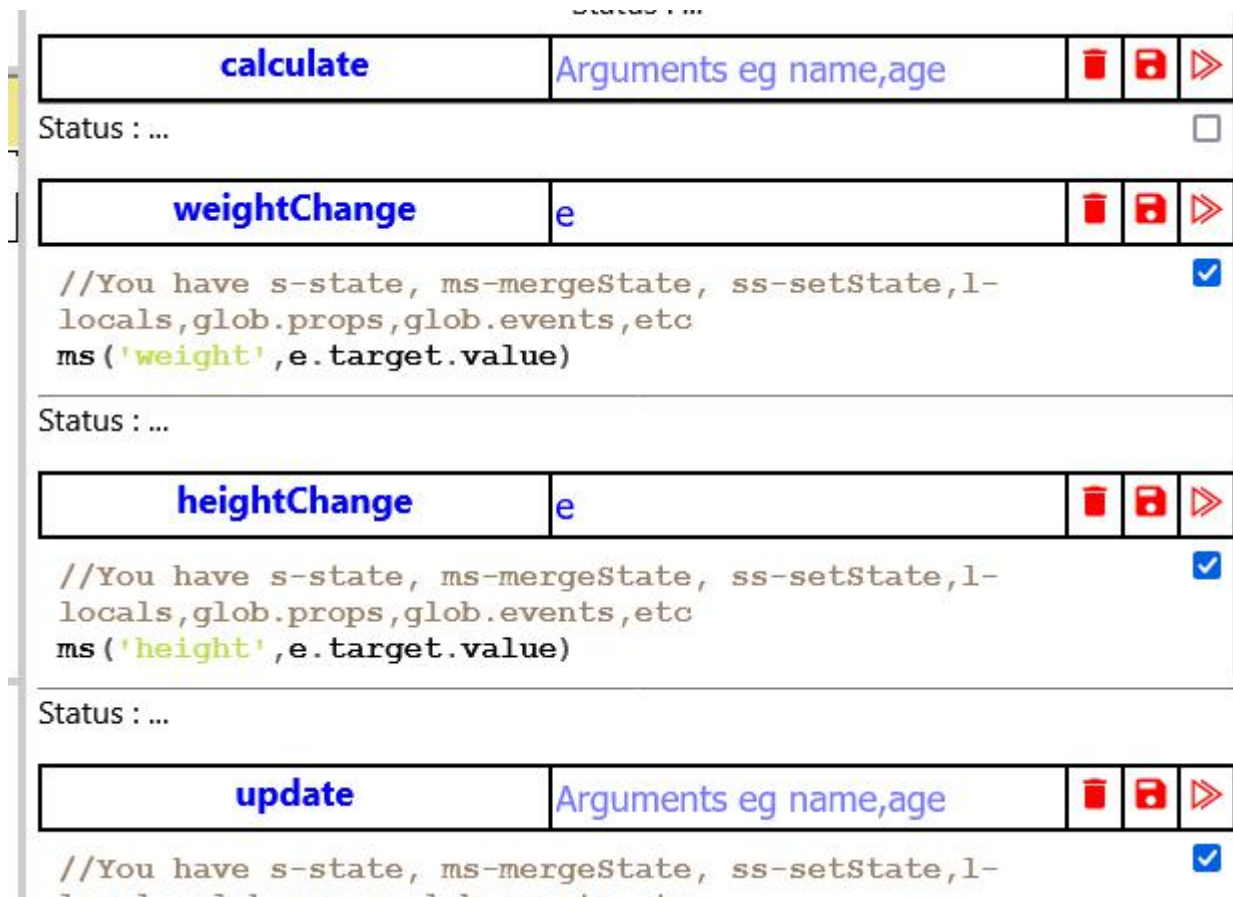 Status : ...
calculate Arguments eg name,age
Status : ...
weightChange e
//You have s-state, ms-mergeState, ss-setState,l-
locals,glob.props,glob.events,etc
ms('weight',e.target.value)
Status : ...
heightChange e
//You have s-state, ms-mergeState, ss-setState,l-
locals,glob.props,glob.events,etc
ms('height',e.target.value)
Status : ...
update Arguments eg name,age
//You have s-state, ms-mergeState, ss-setState,l-